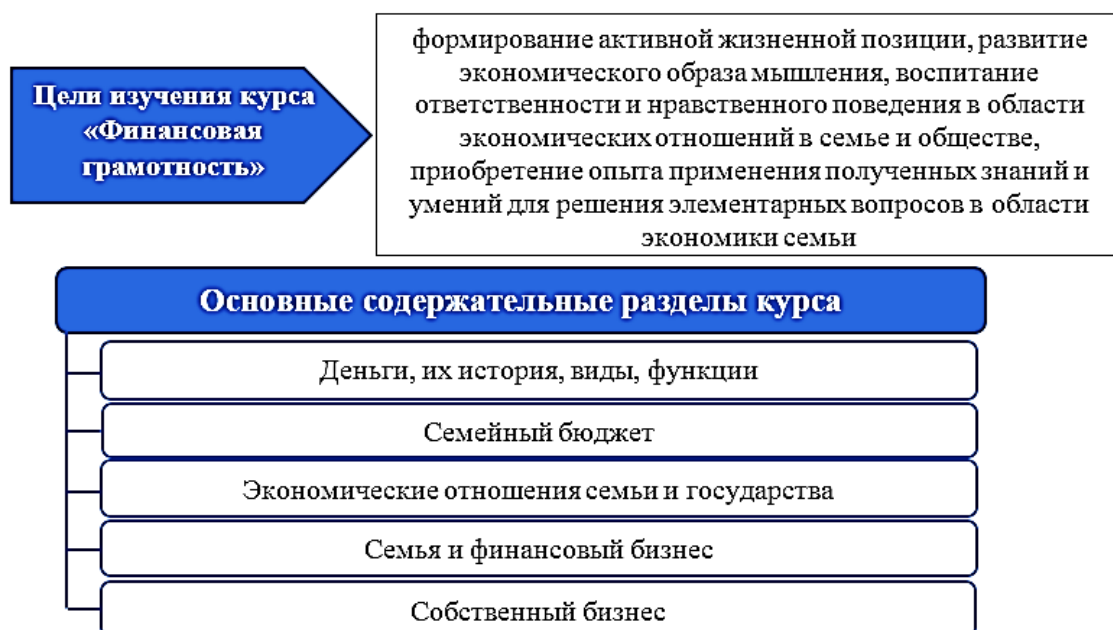 Цели изучения курса
«Финансовая
грамотность»
формирование активной жизненной позиции, развитие
экономического образа мышления, воспитание
ответственности и нравственного поведения в области
экономических отношений в семье и обществе,
приобретение опыта применения полученных знаний и
умений для решения элементарных вопросов в области
экономики семьи
Основные содержательные разделы курса
Деньги, их история, виды, функции
Семейный бюджет
Экономические отношения семьи и государства
Семья и финансовый бизнес
Собственный бизнес